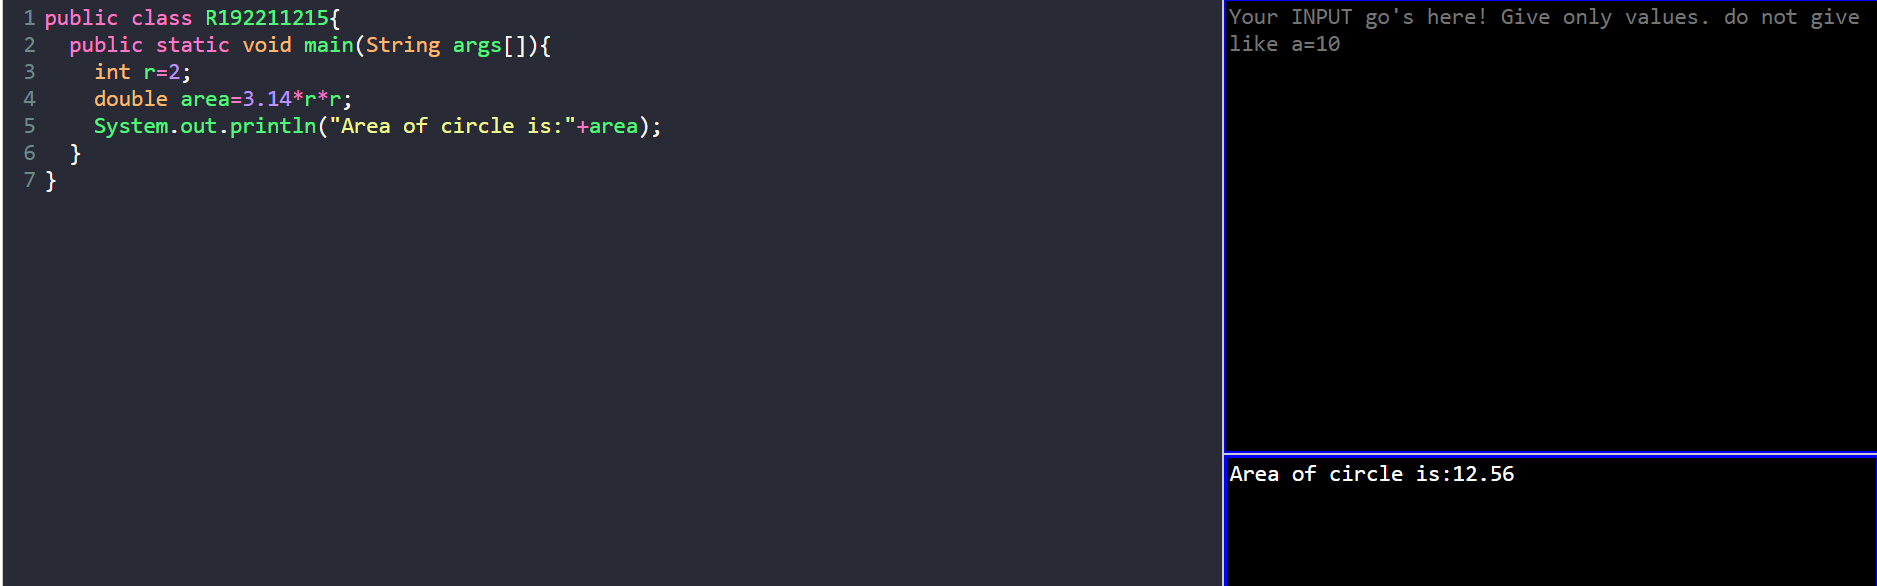 1 public class R192211215{
2   public static void main(String args[]){
3     int r=2;
4     double area=3.14*r*r;
5     System.out.println("Area of circle is:"+area);
6   }
7 }
Your INPUT go's here! Give only values. do not give
like a=10
Area of circle is:12.56